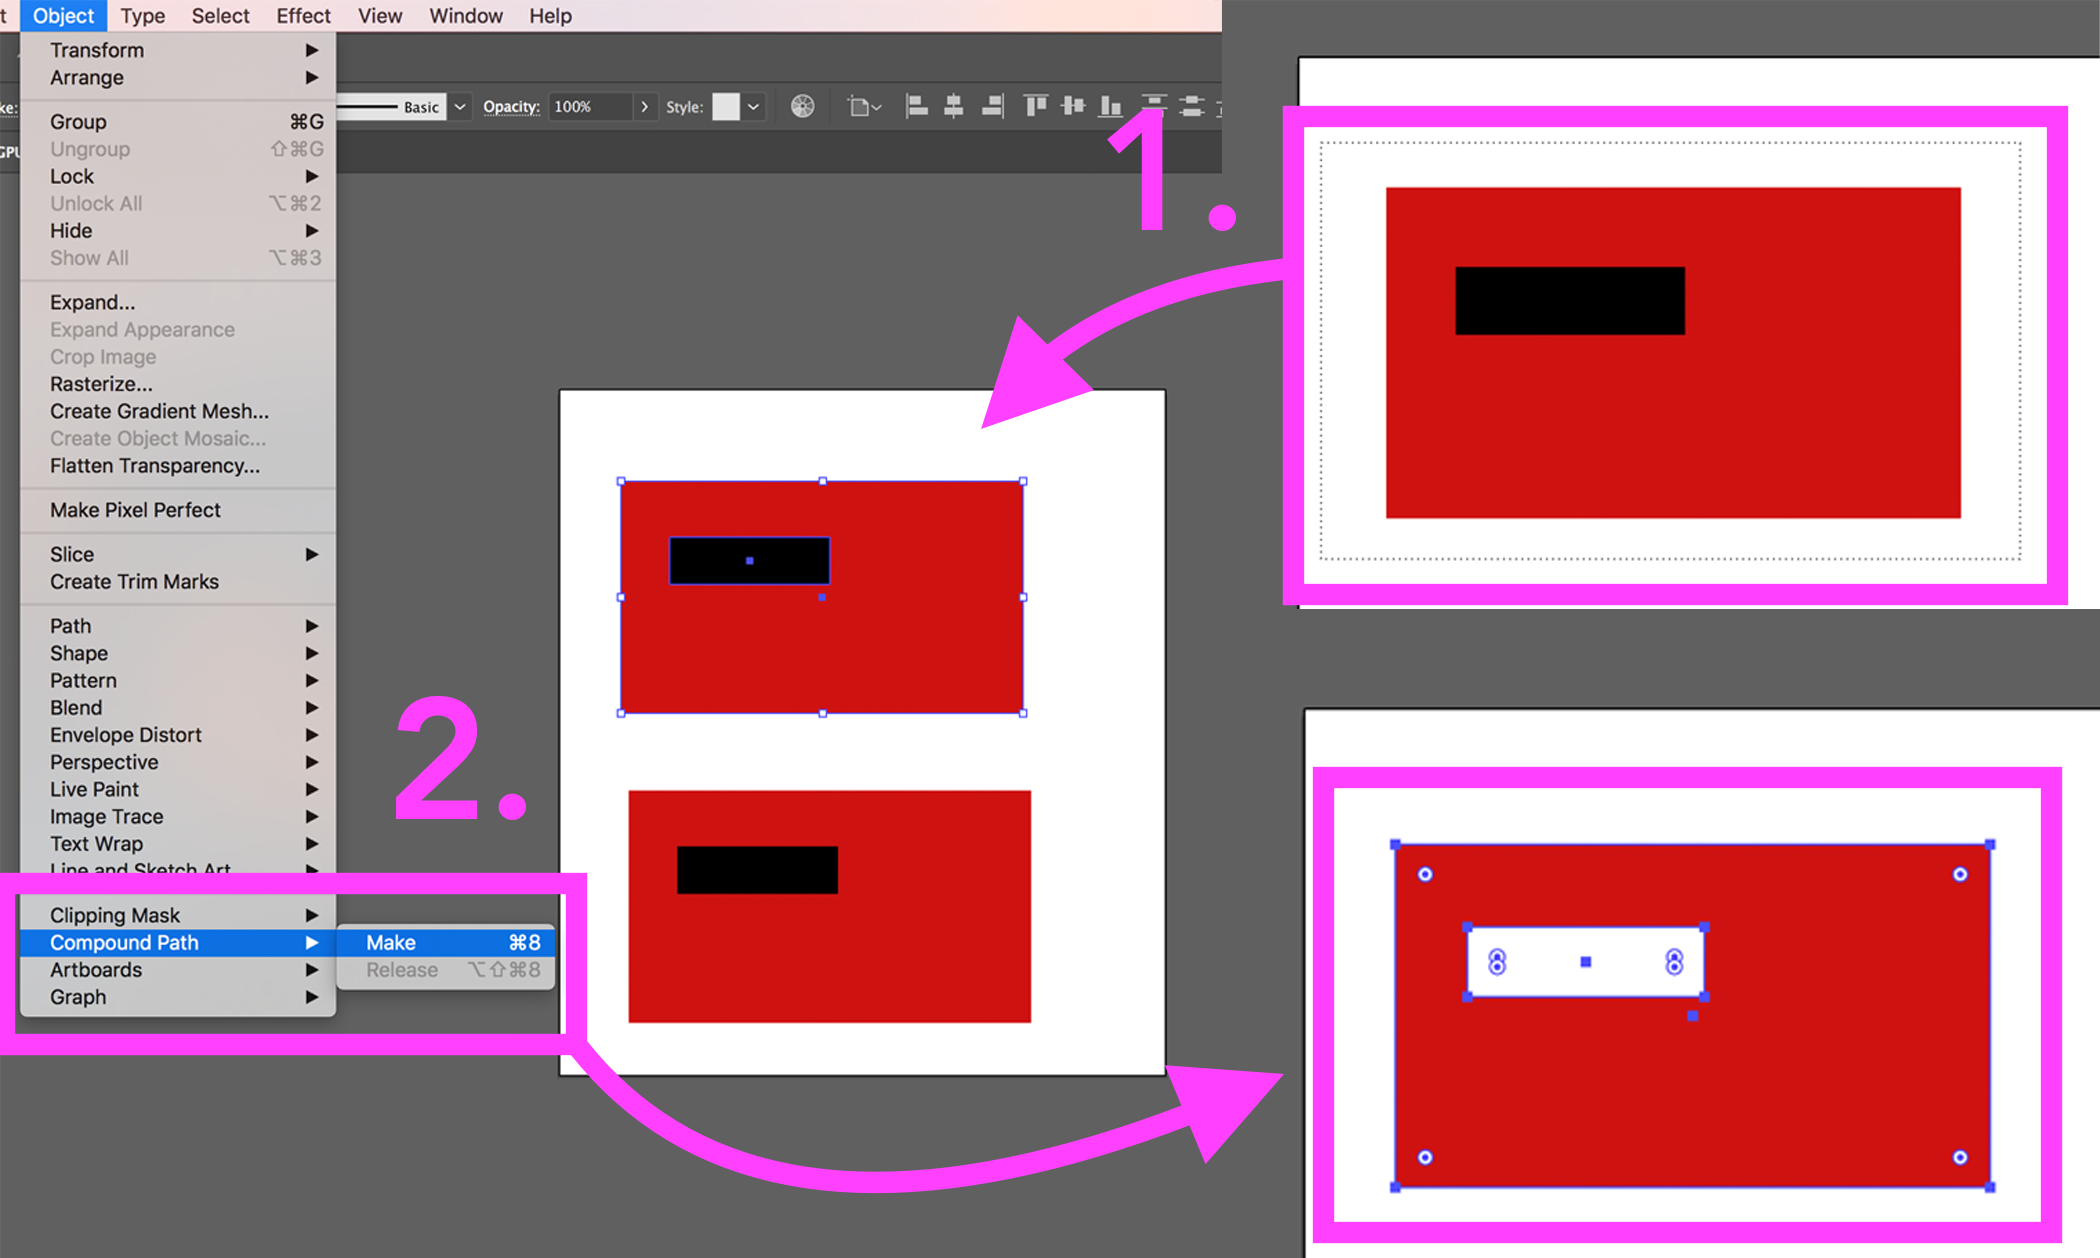 Object Type Select Effect View Window Help
Transform
Arrange
Group ⌘G
Ungroup ⇧⌘G
Lock
Unlock All ⌥⌘2
Hide
Show All ⌥⌘3
Expand...
Expand Appearance
Crop Image
Rasterize...
Create Gradient Mesh...
Create Object Mosaic...
Flatten Transparency...
Make Pixel Perfect
Slice
Create Trim Marks
Path
Shape
Pattern
Blend
Envelope Distort
Perspective
Live Paint
Image Trace
Text Wrap
Line and Sketch Art
Clipping Mask
Compound Path
Artboards
Graph
Make ⌘8
Release ⌥⇧⌘8
ke:
Basic Opacity: 100% Style:
GPU
1.
2.